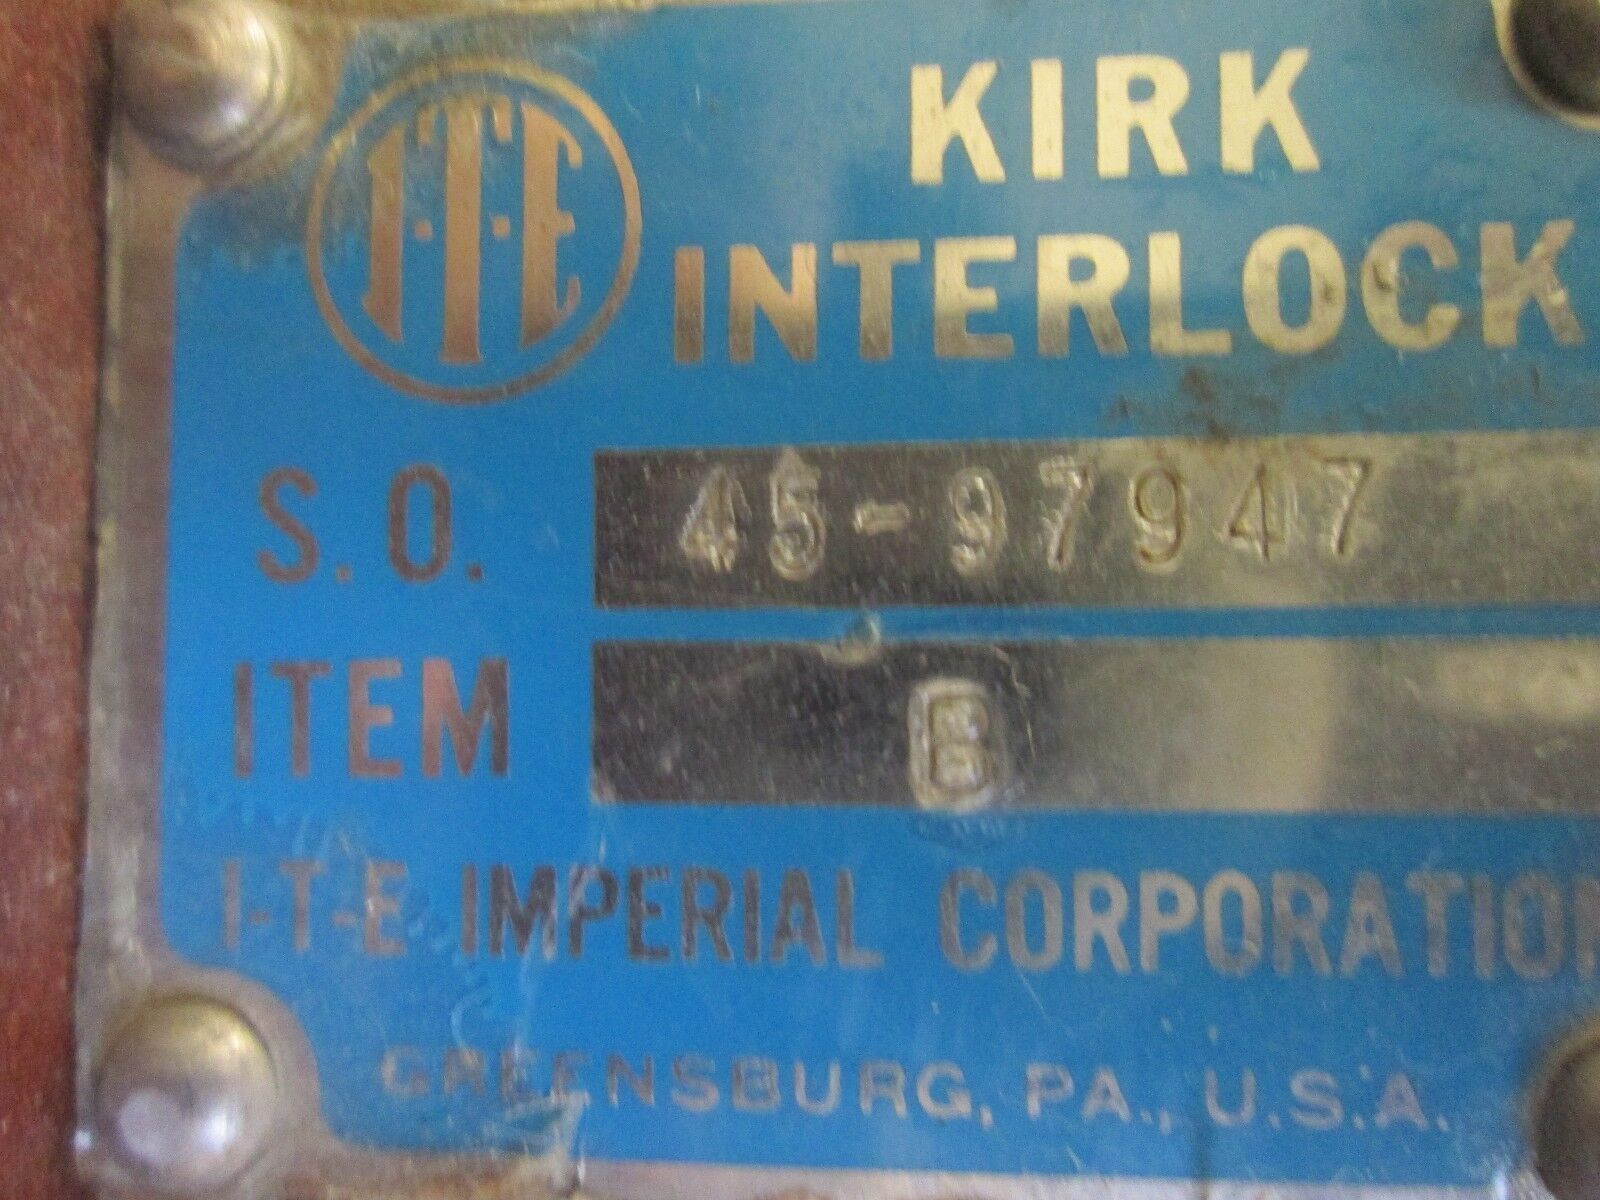 I-T-E
KIRK
INTERLOCK
S.O. 45-97947
ITEM B
I-T-E IMPERIAL CORPORATION
GREENSBURG, PA., U.S.A.